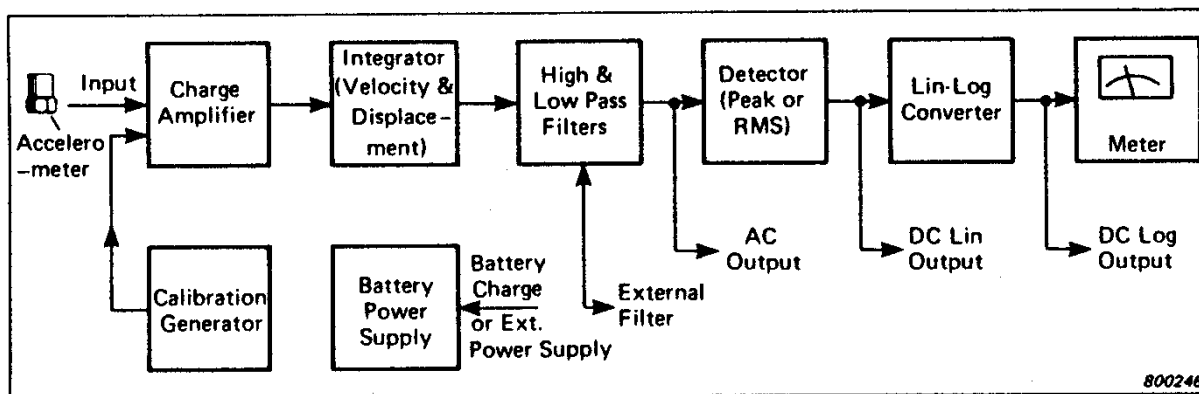 Input
Accelero-
-meter
Charge
Amplifier
Integrator
(Velocity &
Displace-
ment)
High &
Low Pass
Filters
Detector
(Peak or
RMS)
Lin-Log
Converter
Meter
Calibration
Generator
Battery
Power
Supply
Battery
Charge
or Ext.
Power Supply
External
Filter
AC
Output
DC Lin
Output
DC Log
Output
800246